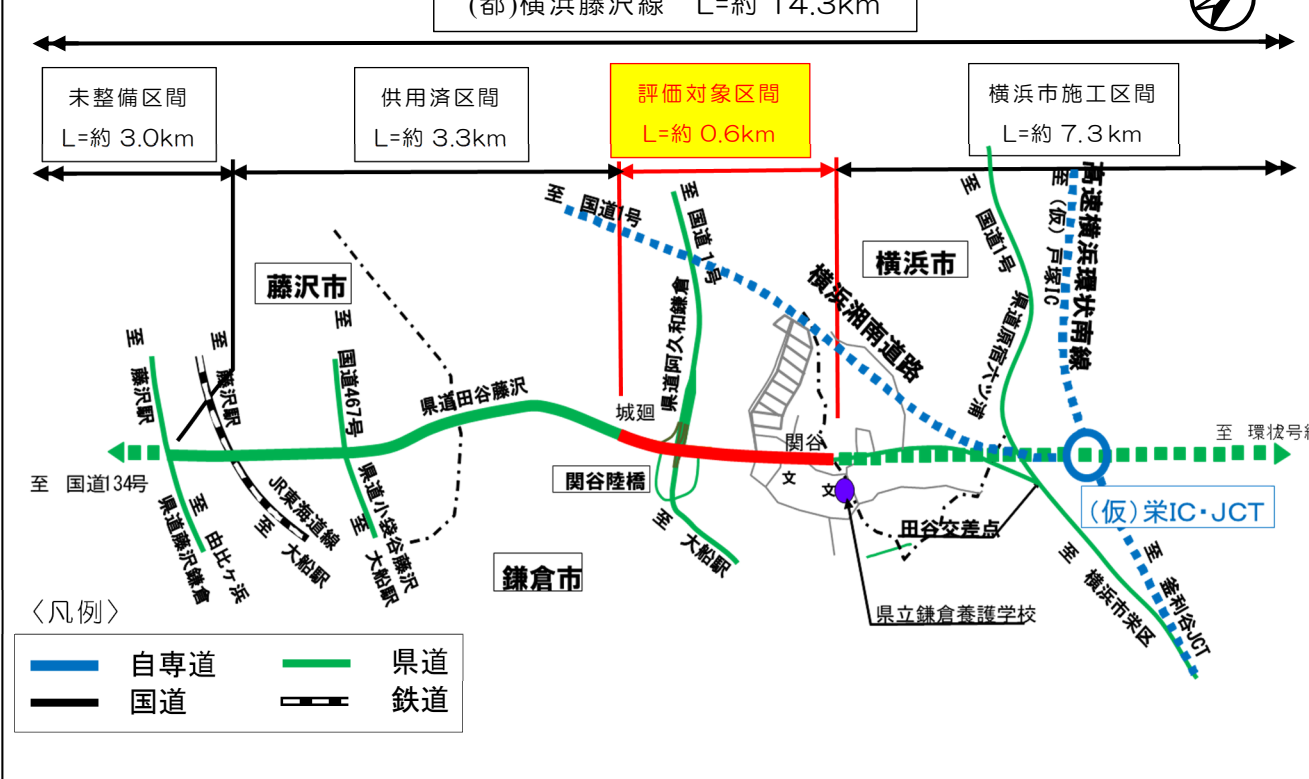 (都)横浜藤沢線 L=約 14.3km
未整備区間
L=約 3.0km
供用済区間
L=約 3.3km
評価対象区間
L=約 0.6km
横浜市施工区間
L=約 7.3km
至 国道1号
至 国道1号
至 国道1号
至(仮)戸塚IC
高速横浜環状南線
藤沢市
横浜市
横浜湘南道路
県道阿久和鎌倉
県道原宿六ツ浦
至 藤沢駅
至 藤沢駅
至 国道467号
県道田谷藤沢
城廻
関谷
至 環状号線
至 国道134号
関谷陸橋
文
文
(仮)栄IC・JCT
田谷交差点
県道藤沢鎌倉
至 由比ヶ浜
JR東海道線
至 大船駅
県道小袋谷藤沢
至 大船駅
至 大船駅
鎌倉市
県立鎌倉養護学校
至 横浜市栄区
至 釜利谷JCT
〈凡例〉
自専道
県道
国道
鉄道